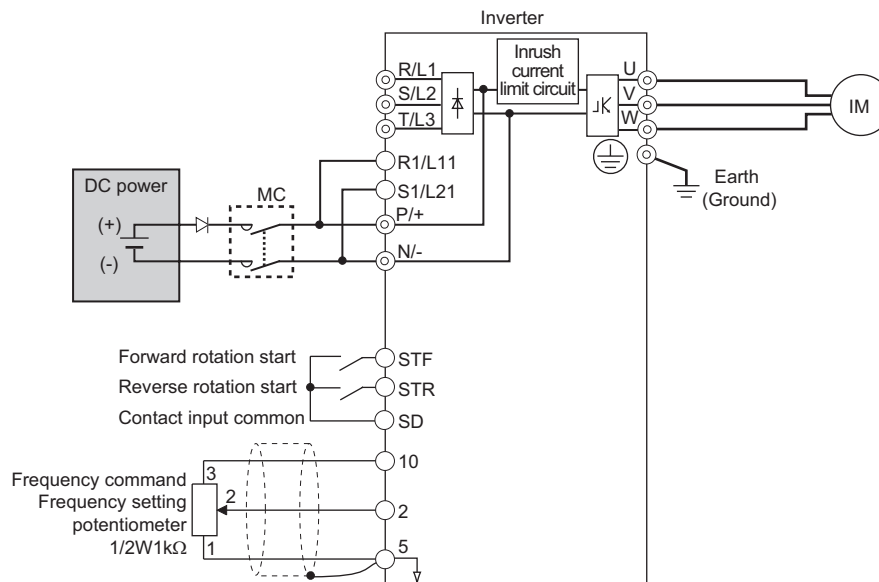 Inverter
Inrush
current
limit circuit
R/L1
S/L2
T/L3
R1/L11
S1/L21
P/+
N/-
U
V
W
IM
Earth
(Ground)
DC power
(+)
(-)
MC
Forward rotation start
STF
Reverse rotation start
STR
Contact input common
SD
10
3
Frequency command
Frequency setting
potentiometer
1/2W1kΩ
2
2
1
5